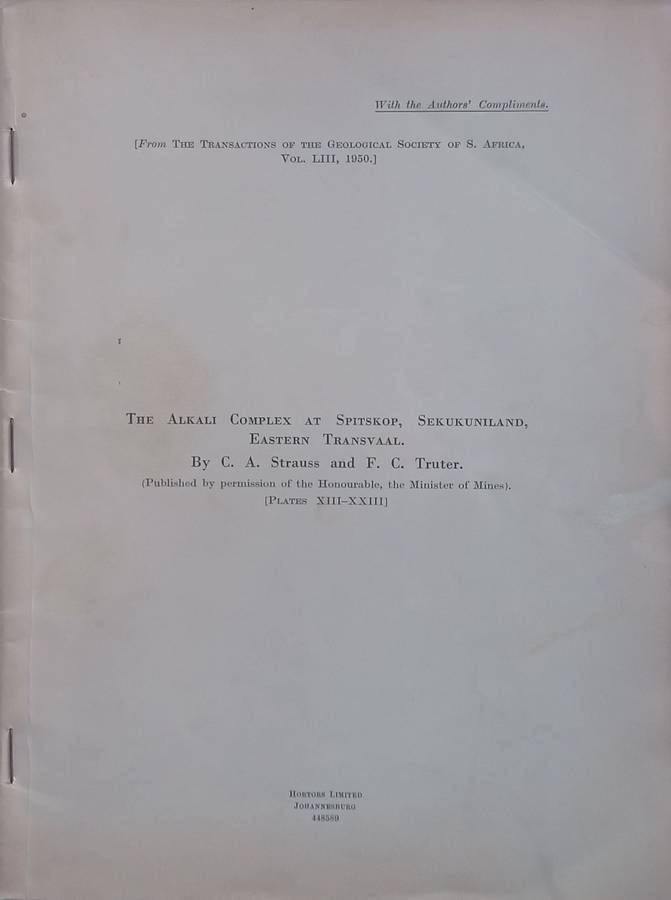 With the Authors' Compliments.
[From The Transactions of the Geological Society of S. Africa,
Vol. LIII, 1950.]
The Alkali Complex at Spitskop, Sekukuniland,
Eastern Transvaal.
By C. A. Strauss and F. C. Truter.
(Published by permission of the Honourable, the Minister of Mines).
[Plates XIII–XXIII]
Hortors Limited
Johannesburg
448589